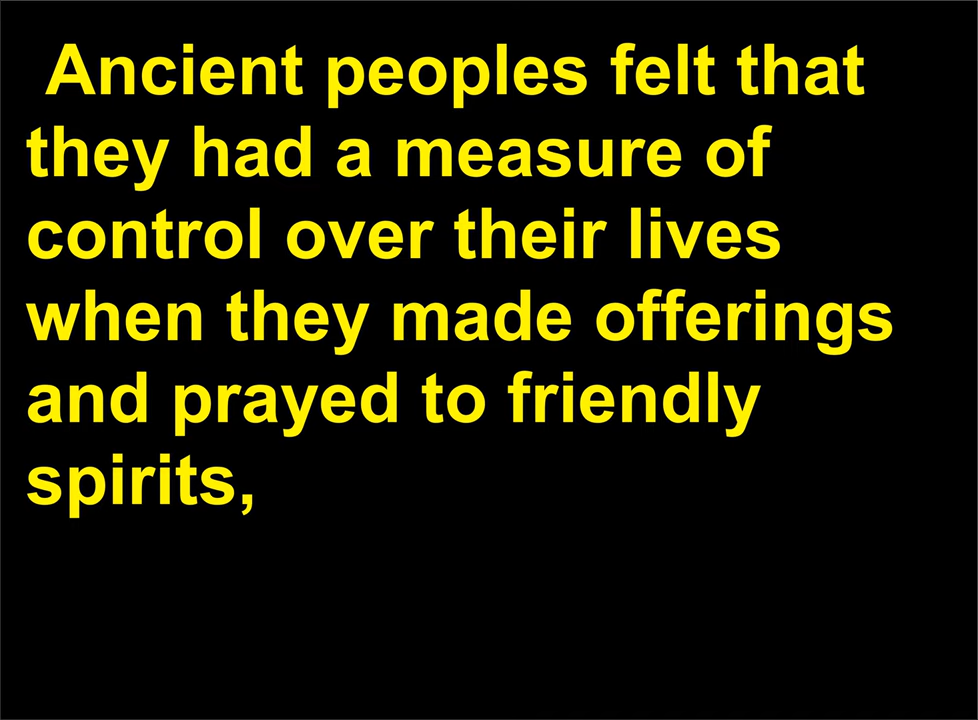 Ancient peoples felt that
they had a measure of
control over their lives
when they made offerings
and prayed to friendly
spirits,